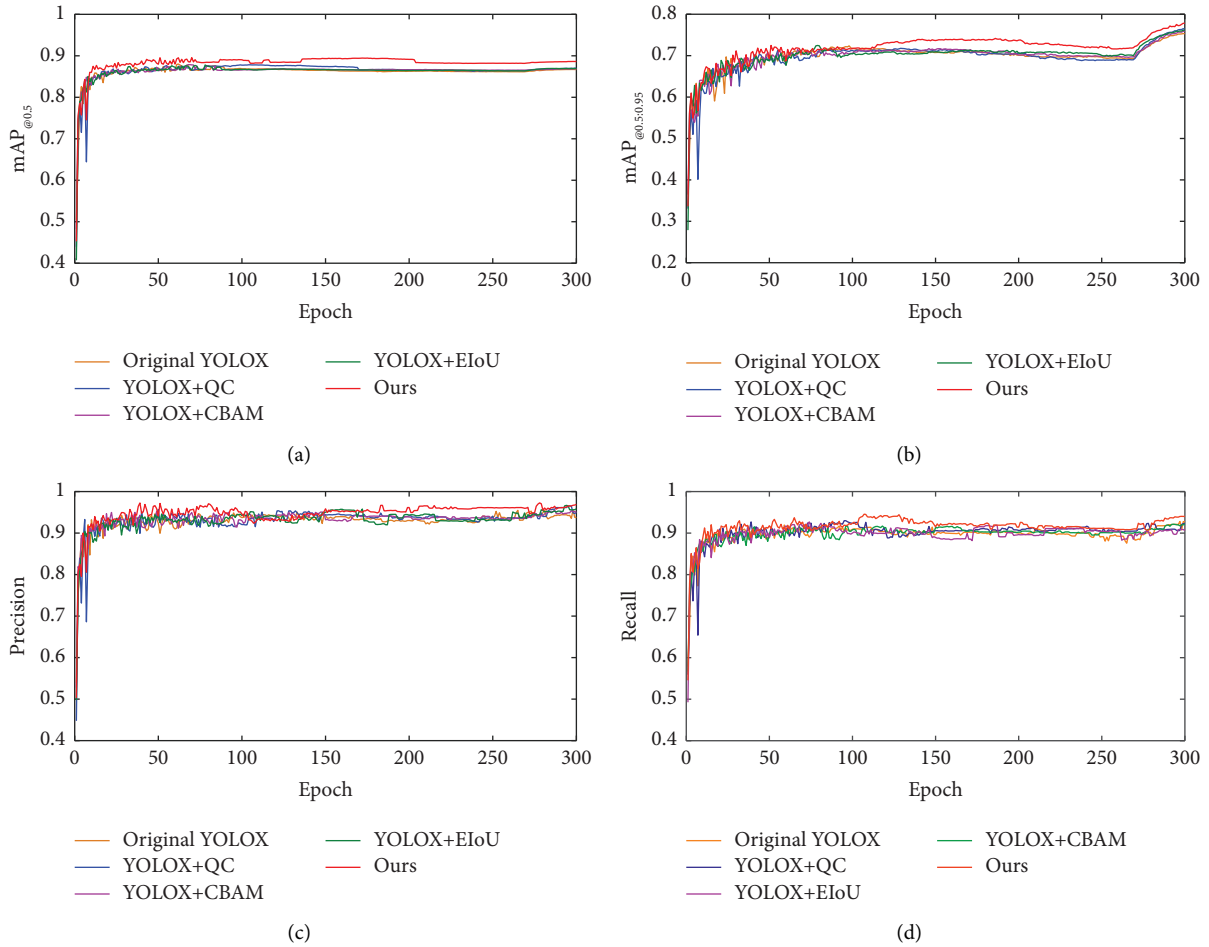 1
0.9
0.8
0.7
0.6
0.5
0.4
mAP@0.5
0 50 100 150 200 250 300
Epoch
Original YOLOX YOLOX+EIoU
YOLOX+QC Ours
YOLOX+CBAM
(a)
0.8
0.7
0.6
0.5
0.4
0.3
0.2
mAP@0.5:0.95
0 50 100 150 200 250 300
Epoch
Original YOLOX YOLOX+EIoU
YOLOX+QC Ours
YOLOX+CBAM
(b)
1
0.9
0.8
0.7
0.6
0.5
0.4
Precision
0 50 100 150 200 250 300
Epoch
Original YOLOX YOLOX+EIoU
YOLOX+QC Ours
YOLOX+CBAM
(c)
1
0.9
0.8
0.7
0.6
0.5
0.4
Recall
0 50 100 150 200 250 300
Epoch
Original YOLOX YOLOX+CBAM
YOLOX+QC Ours
YOLOX+EIoU
(d)